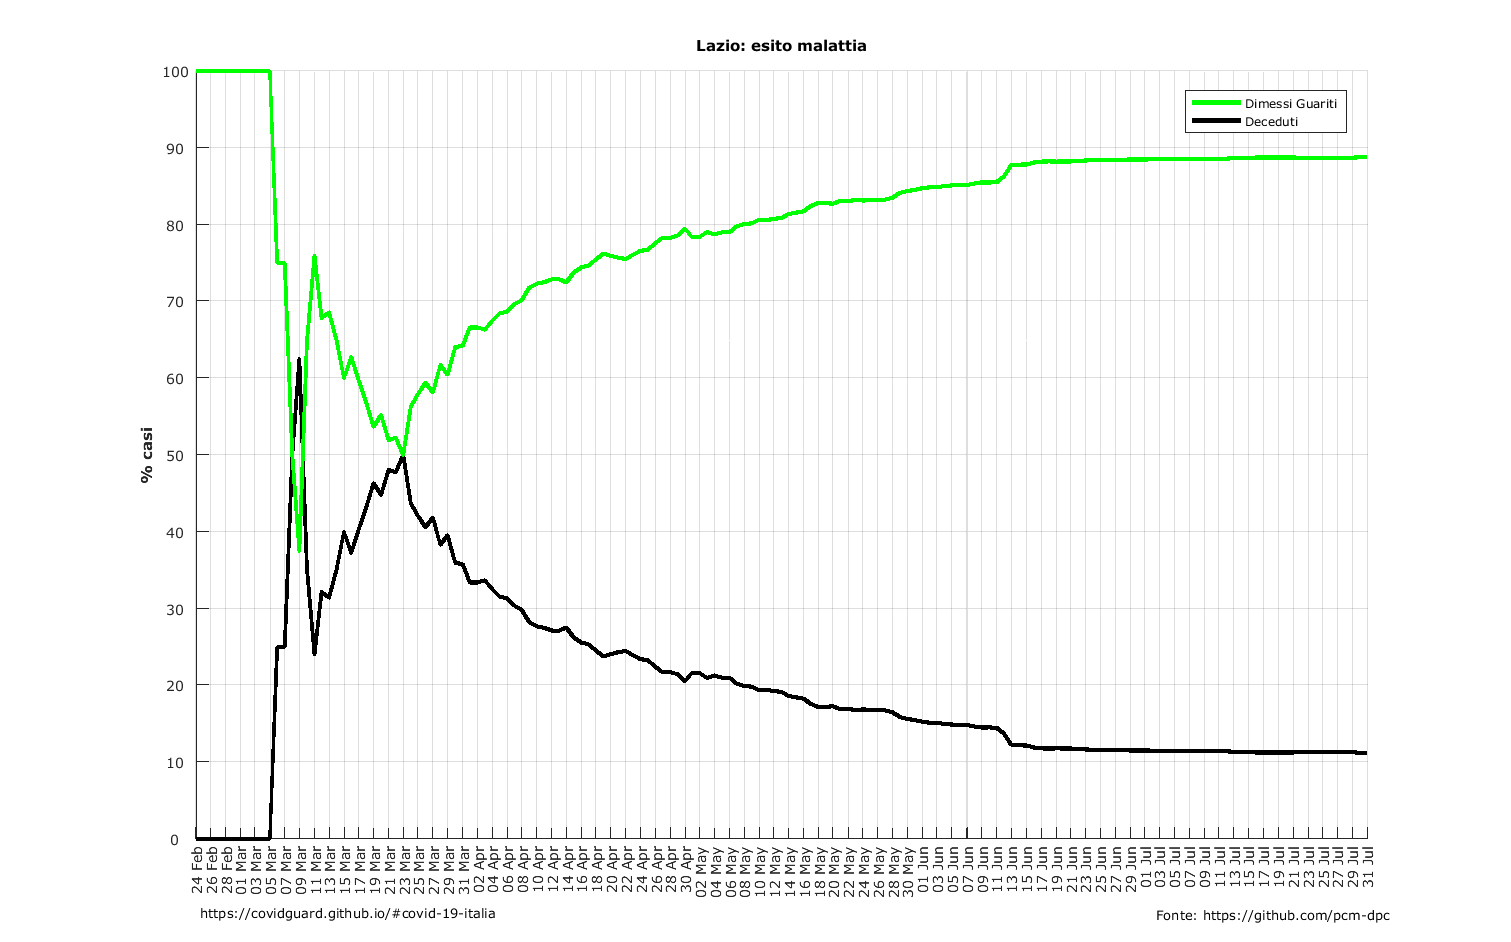 Lazio: esito malattia
100
90
80
70
60
50
40
30
20
10
0
% casi
Dimessi Guariti
Deceduti
24 Feb
26 Feb
28 Feb
01 Mar
03 Mar
05 Mar
07 Mar
09 Mar
11 Mar
13 Mar
15 Mar
17 Mar
19 Mar
21 Mar
23 Mar
25 Mar
27 Mar
29 Mar
31 Mar
02 Apr
04 Apr
06 Apr
08 Apr
10 Apr
12 Apr
14 Apr
16 Apr
18 Apr
20 Apr
22 Apr
24 Apr
26 Apr
28 Apr
30 Apr
02 May
04 May
06 May
08 May
10 May
12 May
14 May
16 May
18 May
20 May
22 May
24 May
26 May
28 May
30 May
01 Jun
03 Jun
05 Jun
07 Jun
09 Jun
11 Jun
13 Jun
15 Jun
17 Jun
19 Jun
21 Jun
23 Jun
25 Jun
27 Jun
29 Jun
01 Jul
03 Jul
05 Jul
07 Jul
09 Jul
11 Jul
13 Jul
15 Jul
17 Jul
19 Jul
21 Jul
23 Jul
25 Jul
27 Jul
29 Jul
31 Jul
https://covidguard.github.io/#covid-19-italia
Fonte: https://github.com/pcm-dpc